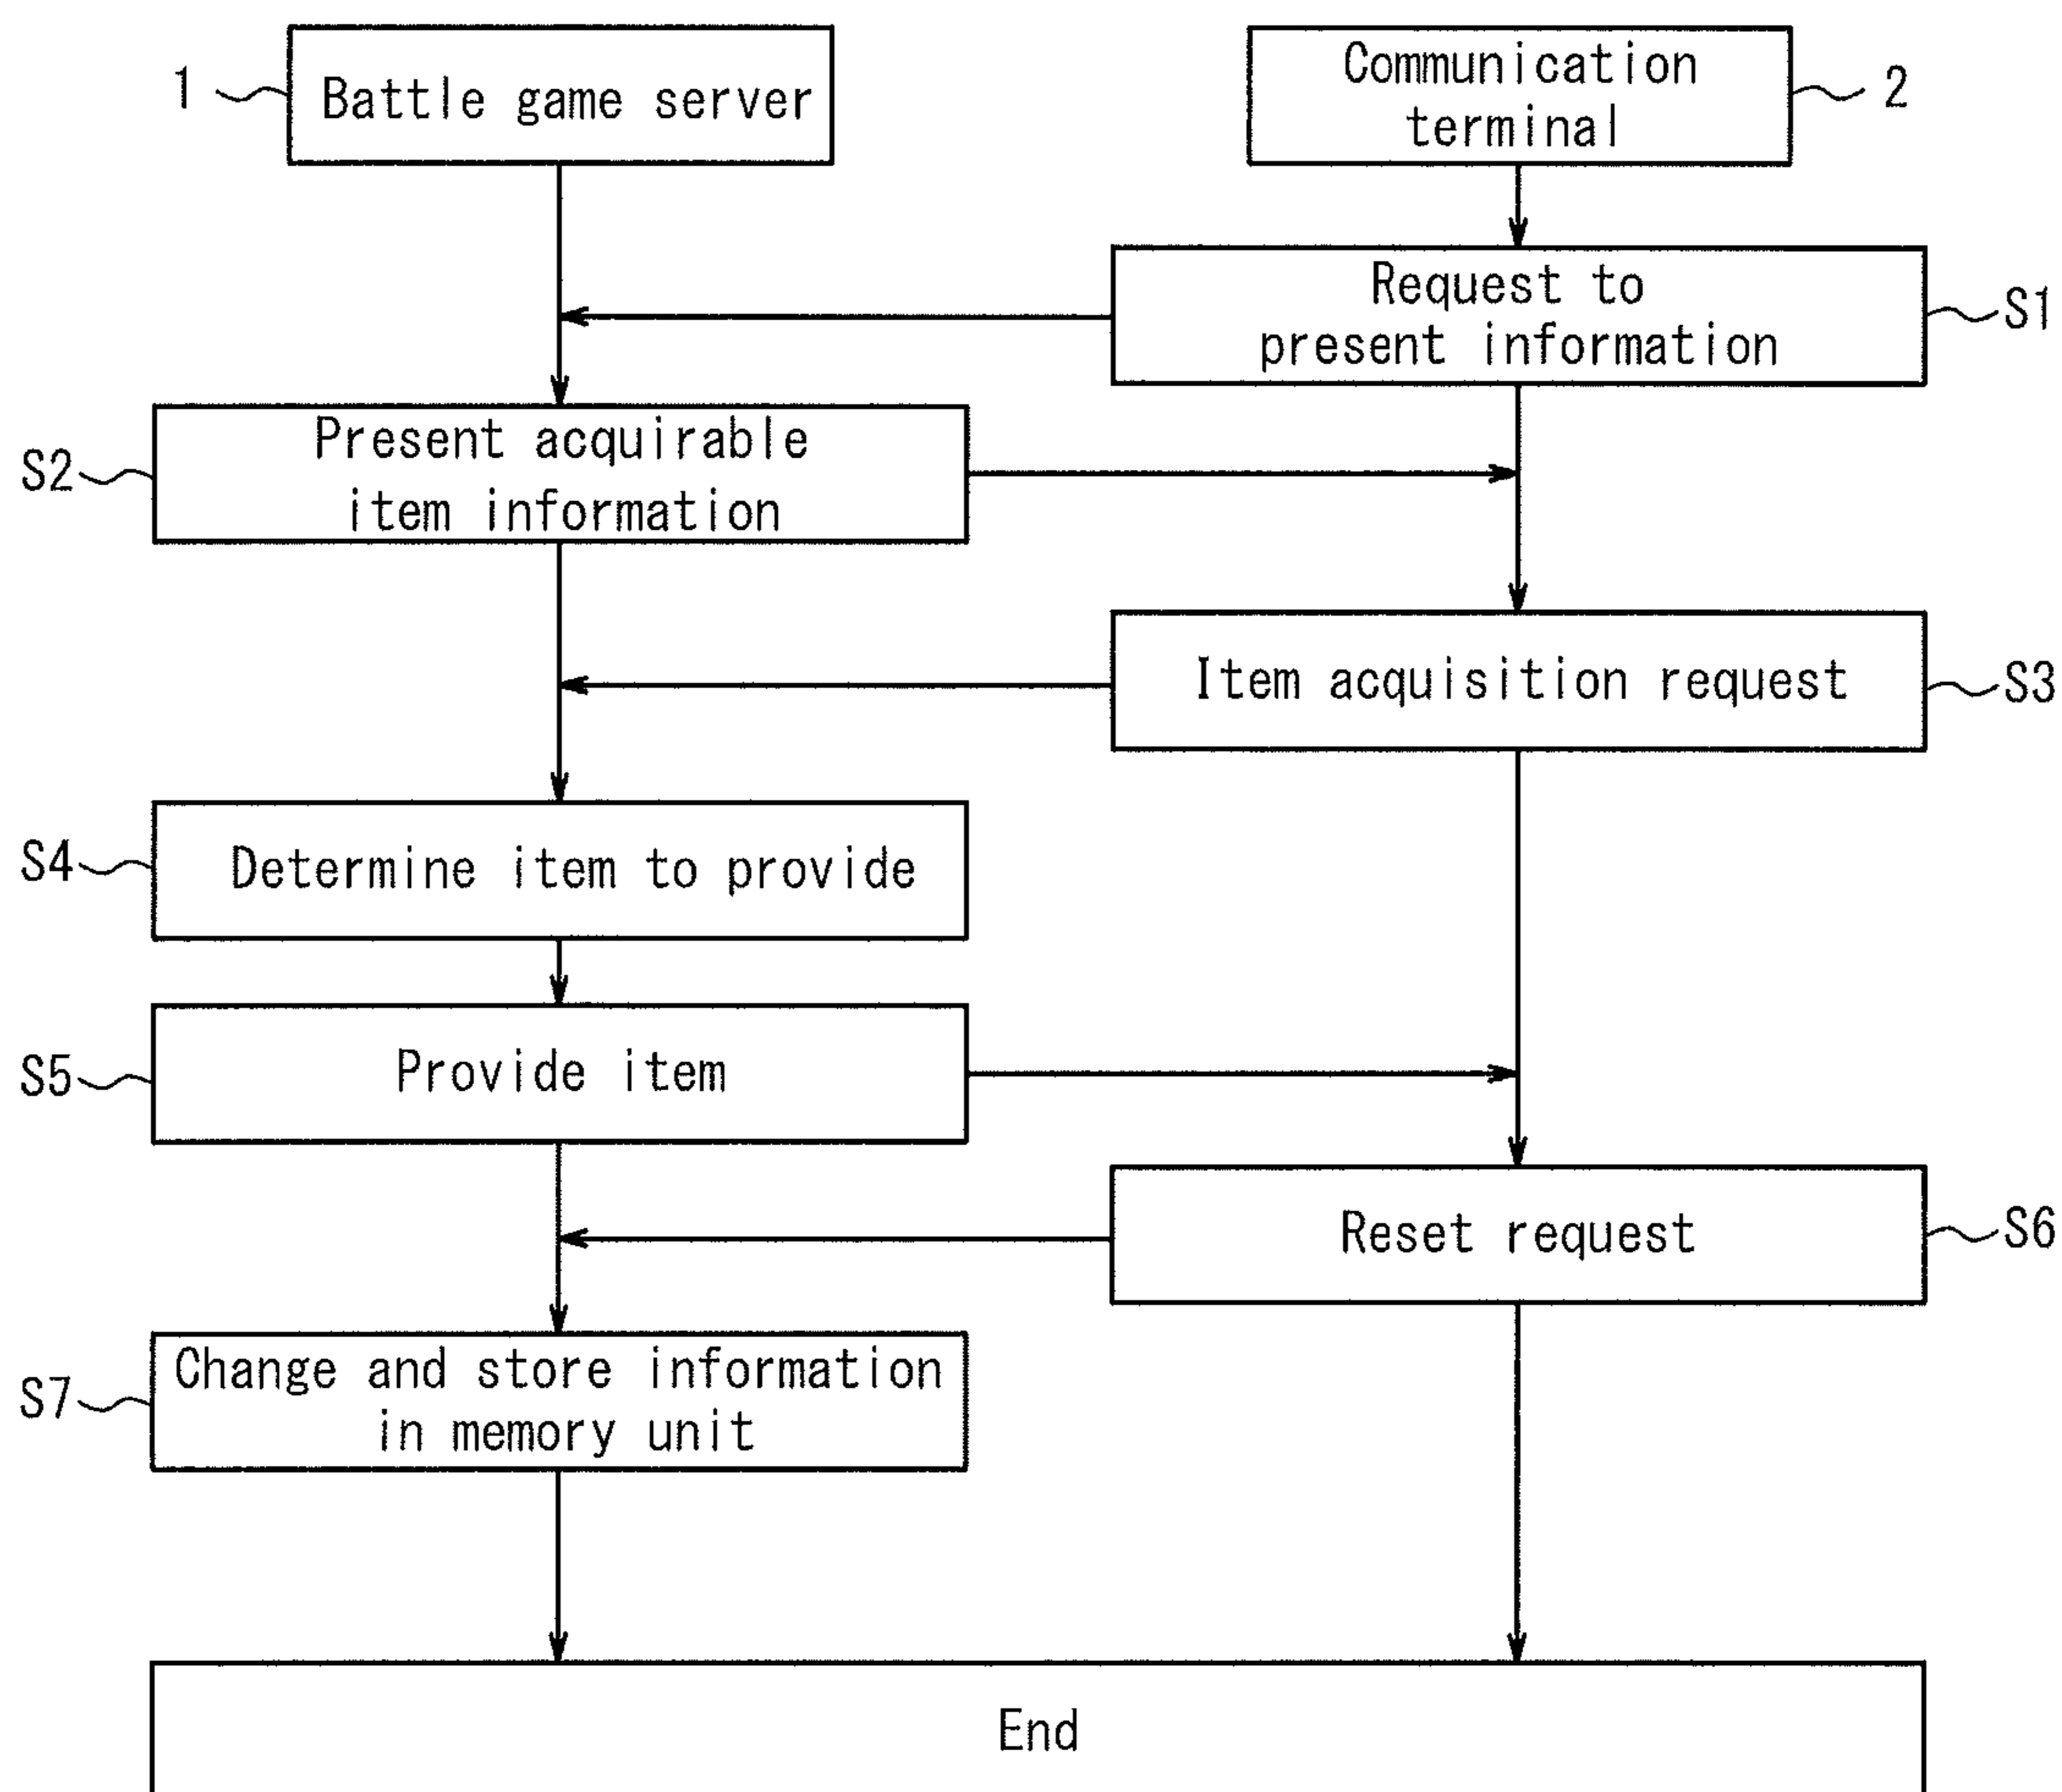 1
Battle game server
Communication
terminal
2
Request to
present information
S1
S2
Present acquirable
item information
Item acquisition request
S3
S4
Determine item to provide
S5
Provide item
Reset request
S6
S7
Change and store information
in memory unit
End